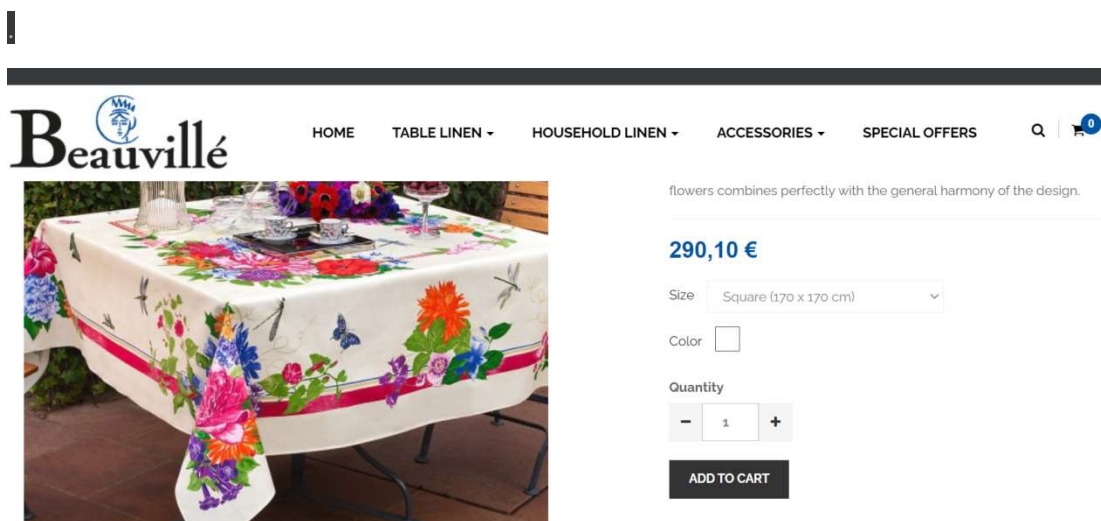 Beauvillé
HOME TABLE LINEN HOUSEHOLD LINEN ACCESSORIES SPECIAL OFFERS 0
flowers combines perfectly with the general harmony of the design.
290,10 €
Size Square (170 x 170 cm)
Color
Quantity
- 1 +
ADD TO CART